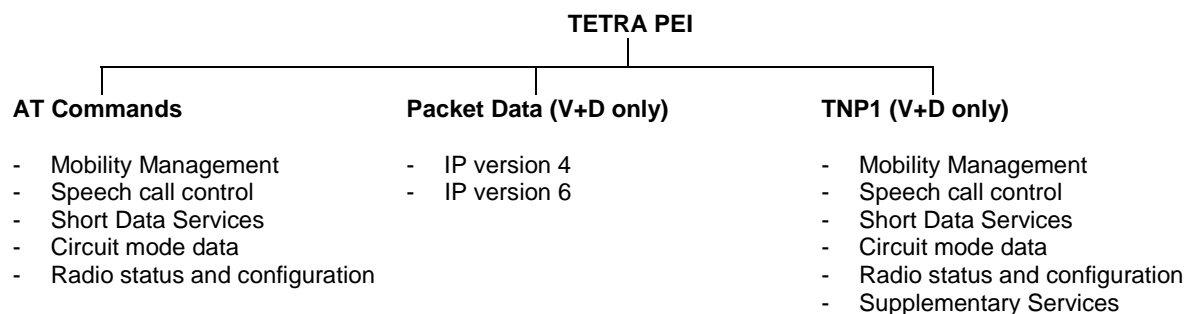 TETRA PEI
AT Commands
- Mobility Management
- Speech call control
- Short Data Services
- Circuit mode data
- Radio status and configuration
Packet Data (V+D only)
- IP version 4
- IP version 6
TNP1 (V+D only)
- Mobility Management
- Speech call control
- Short Data Services
- Circuit mode data
- Radio status and configuration
- Supplementary Services